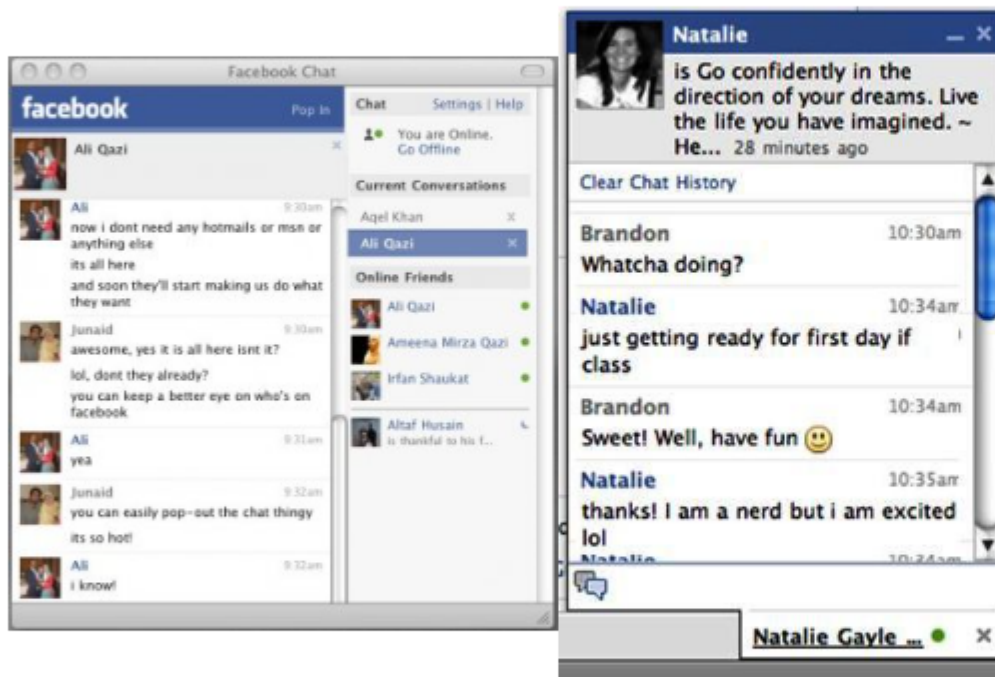 Facebook Chat
facebook
Pop In
Ali Qazi
Ali 9:30am
now i dont need any hotmails or msn or
anything else
its all here
and soon they'll start making us do what
they want
Junaid 9:30am
awesome, yes it is all here isnt it?
lol, dont they already?
you can keep a better eye on who's on
facebook
Ali 9:31am
yea
Junaid 9:32am
you can easily pop-out the chat thingy
its so hot!
Ali 9:32am
i know!
Chat Settings | Help
You are Online.
Go Offline
Current Conversations
Aqel Khan
Ali Qazi
Online Friends
Ali Qazi
Ameena Mirza Qazi
Irfan Shaukat
Altaf Husain
is thankful to his f...
Natalie
is Go confidently in the
direction of your dreams. Live
the life you have imagined. ~
He... 28 minutes ago
Clear Chat History
Brandon 10:30am
Whatcha doing?
Natalie 10:34am
just getting ready for first day if
class
Brandon 10:34am
Sweet! Well, have fun
Natalie 10:35am
thanks! I am a nerd but i am excited
lol
Natalie 10:34am
Natalie Gayle ...